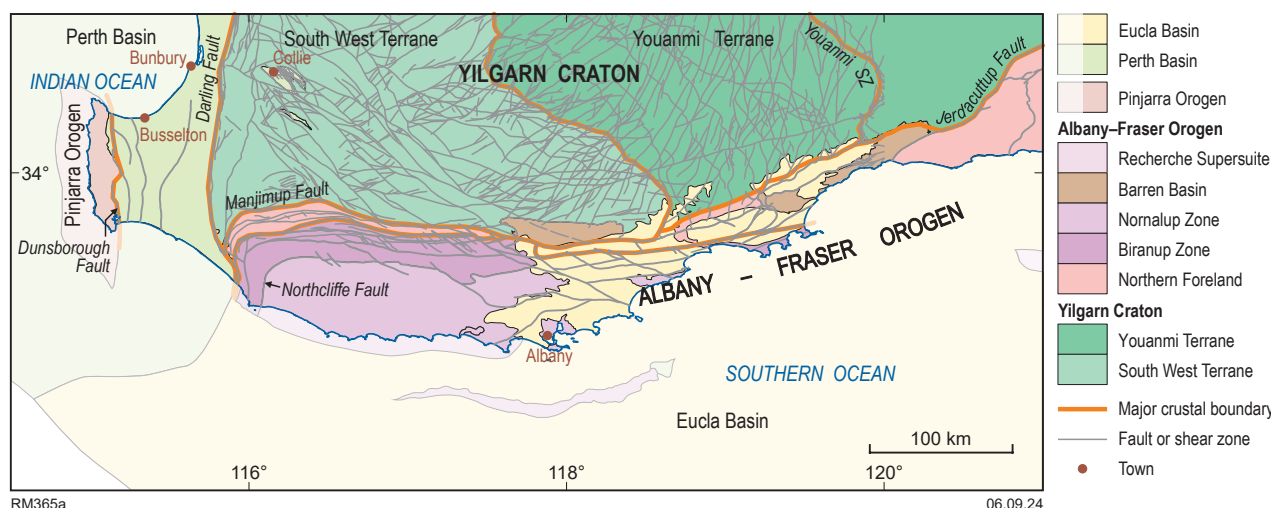 Perth Basin
Bunbury
INDIAN OCEAN
Busselton
Darling Fault
South West Terrane
Collie
YILGARN CRATON
Youanmi Terrane
Youanmi SZ
Jerdacuttup Fault
34°
Pinjarra Orogen
Dunsborough
Fault
Manjimup Fault
Northcliffe Fault
ALBANY – FRASER OROGEN
Albany
SOUTHERN OCEAN
Eucla Basin
100 km
116°
118°
120°
RM365a
06.09.24
Eucla Basin
Perth Basin
Pinjarra Orogen
Albany–Fraser Orogen
Recherche Supersuite
Barren Basin
Nornalup Zone
Biranup Zone
Northern Foreland
Yilgarn Craton
Youanmi Terrane
South West Terrane
Major crustal boundary
Fault or shear zone
Town